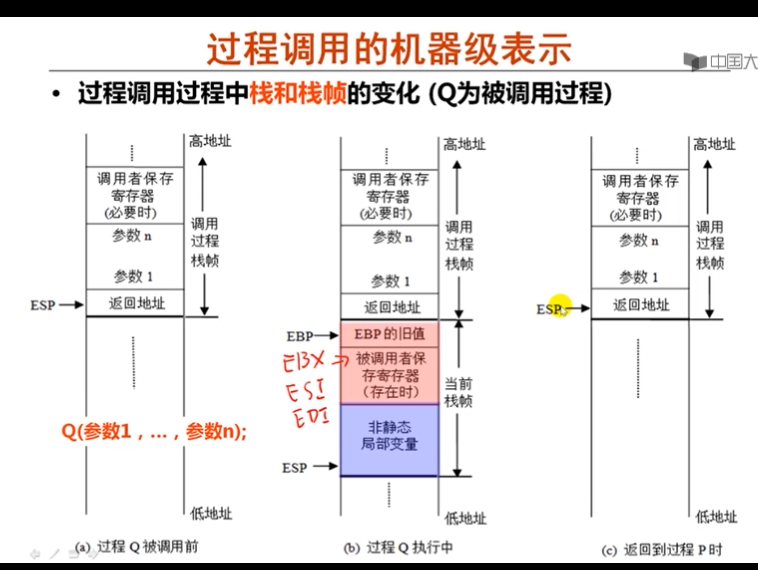 过程调用的机器级表示
中国大
• 过程调用过程中栈和栈帧的变化 (Q为被调用过程)
高地址
调用者保存
寄存器
(必要时)
参数 n
参数 1
返回地址
调用
过程
栈帧
ESP
Q(参数1，…，参数n);
低地址
(a) 过程 Q 被调用前
高地址
调用者保存
寄存器
(必要时)
参数 n
参数 1
返回地址
调用
过程
栈帧
EBP
EBP 的旧值
EBX
ESI
EDI
被调用者保
存寄存器
(存在时)
当前
栈帧
非静态
局部变量
ESP
低地址
(b) 过程 Q 执行中
高地址
调用者保存
寄存器
(必要时)
参数 n
参数 1
返回地址
调用
过程
栈帧
ESP
低地址
(c) 返回到过程 P 时